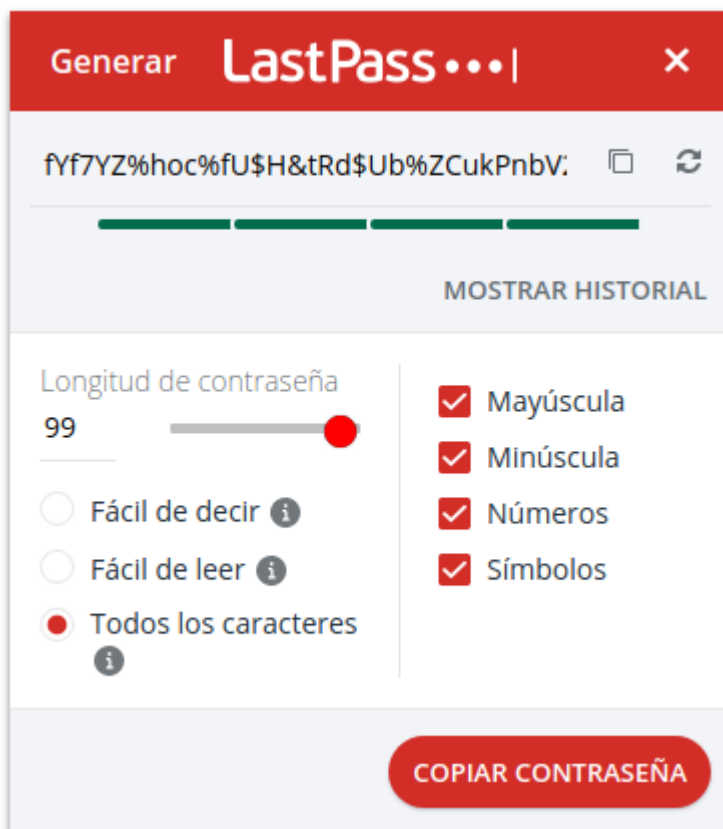 Generar LastPass•••|
fYf7YZ%hoc%fU$H&tRd$Ub%ZCukPnbV
MOSTRAR HISTORIAL
Longitud de contraseña
99
Fácil de decir
Fácil de leer
Todos los caracteres
Mayúscula
Minúscula
Números
Símbolos
COPIAR CONTRASEÑA